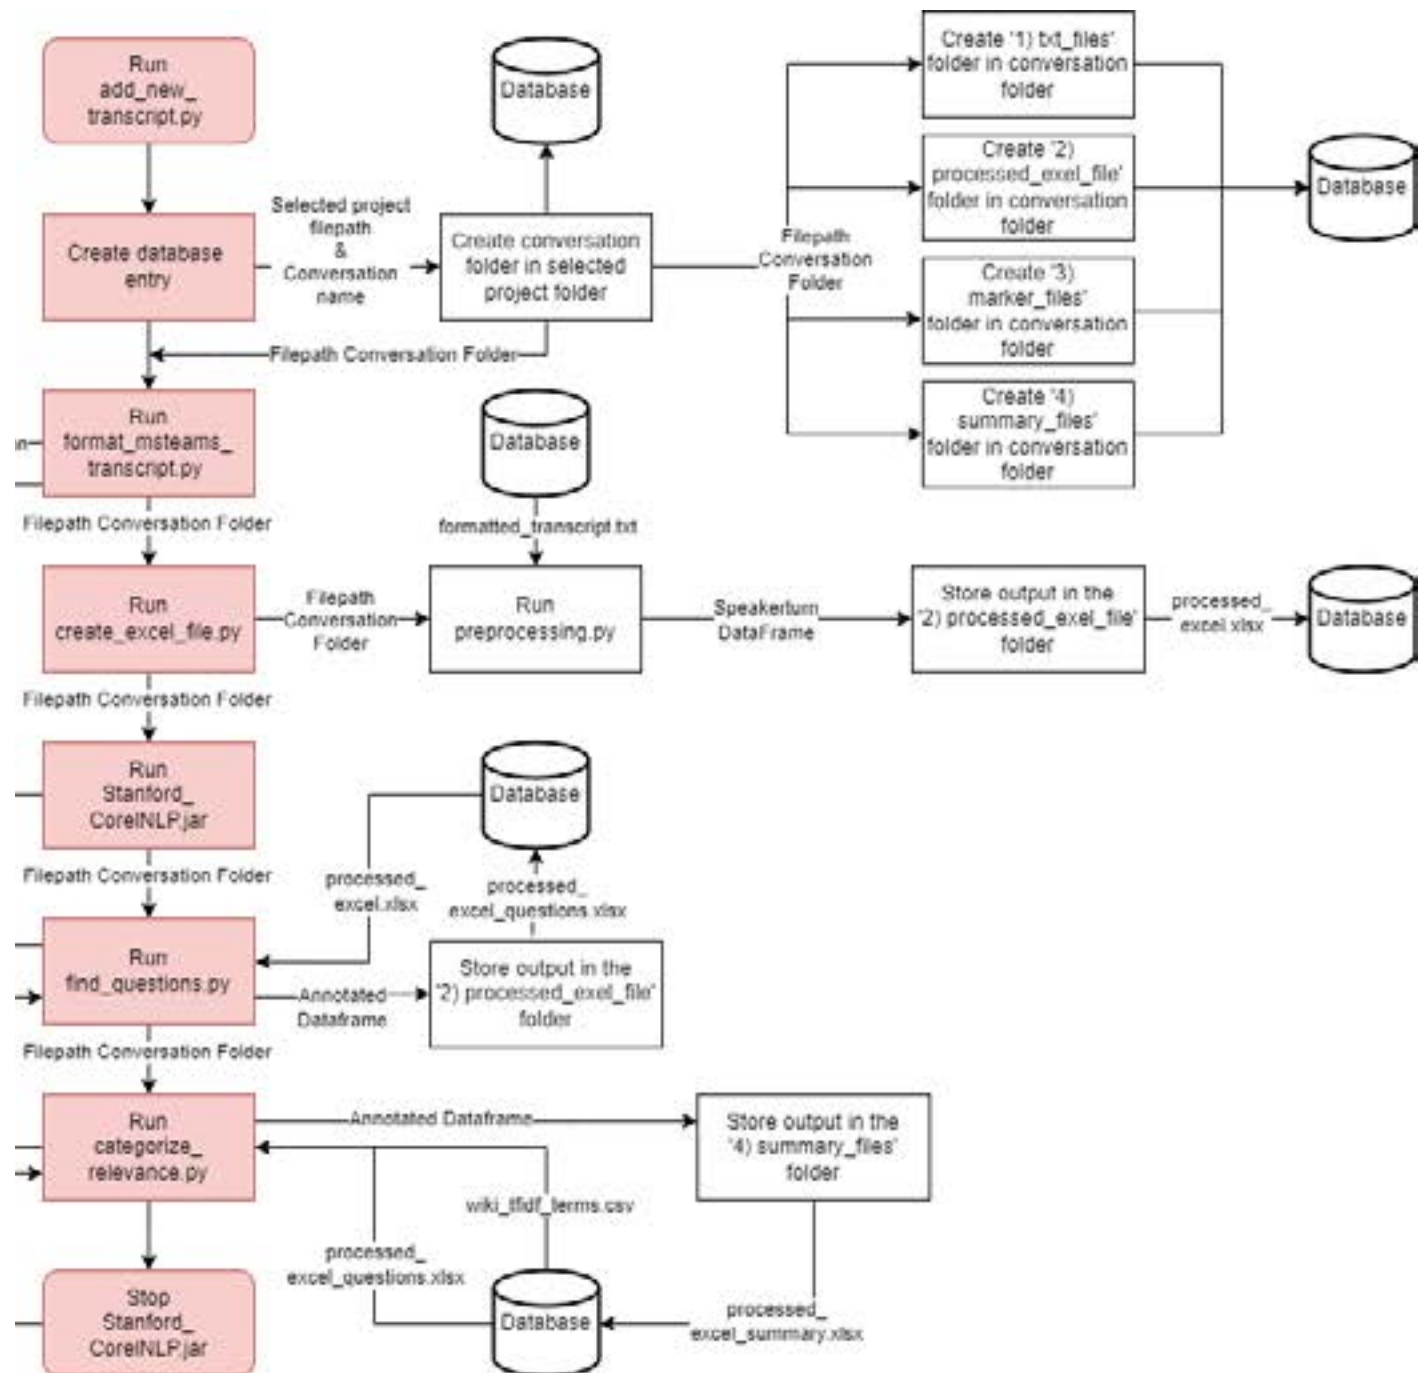 Run
add_new_
transcript.py
Database
Create '1) txt_files'
folder in conversation
folder
Create '2)
processed_exel_file'
folder in conversation
folder
Database
Create database
entry
Selected project
filepath
&
Conversation
name
Create conversation
folder in selected
project folder
Filepath
Conversation
Folder
Create '3)
marker_files'
folder in conversation
folder
Filepath Conversation Folder
Create '4)
summary_files'
folder in conversation
folder
Run
format_msteams_
transcript.py
Database
Filepath Conversation Folder
formatted_transcript.txt
Run
create_excel_file.py
Filepath
Conversation
Folder
Run
preprocessing.py
Speakerturn
DataFrame
Store output in the
'2) processed_exel_file'
folder
processed_
excel.xlsx
Database
Filepath Conversation Folder
Run
Stanford_
CorelNLP.jar
Database
Filepath Conversation Folder
processed_
excel.xlsx
processed_
excel_questions.xlsx
Run
find_questions.py
Annotated
Dataframe
Store output in the
'2) processed_exel_file'
folder
Filepath Conversation Folder
Run
categorize_
relevance.py
Annotated Dataframe
Store output in the
'4) summary_files'
folder
wiki_tfidf_terms.csv
processed_
excel_questions.xlsx
Stop
Stanford_
CorelNLP.jar
Database
processed_
excel_summary.xlsx